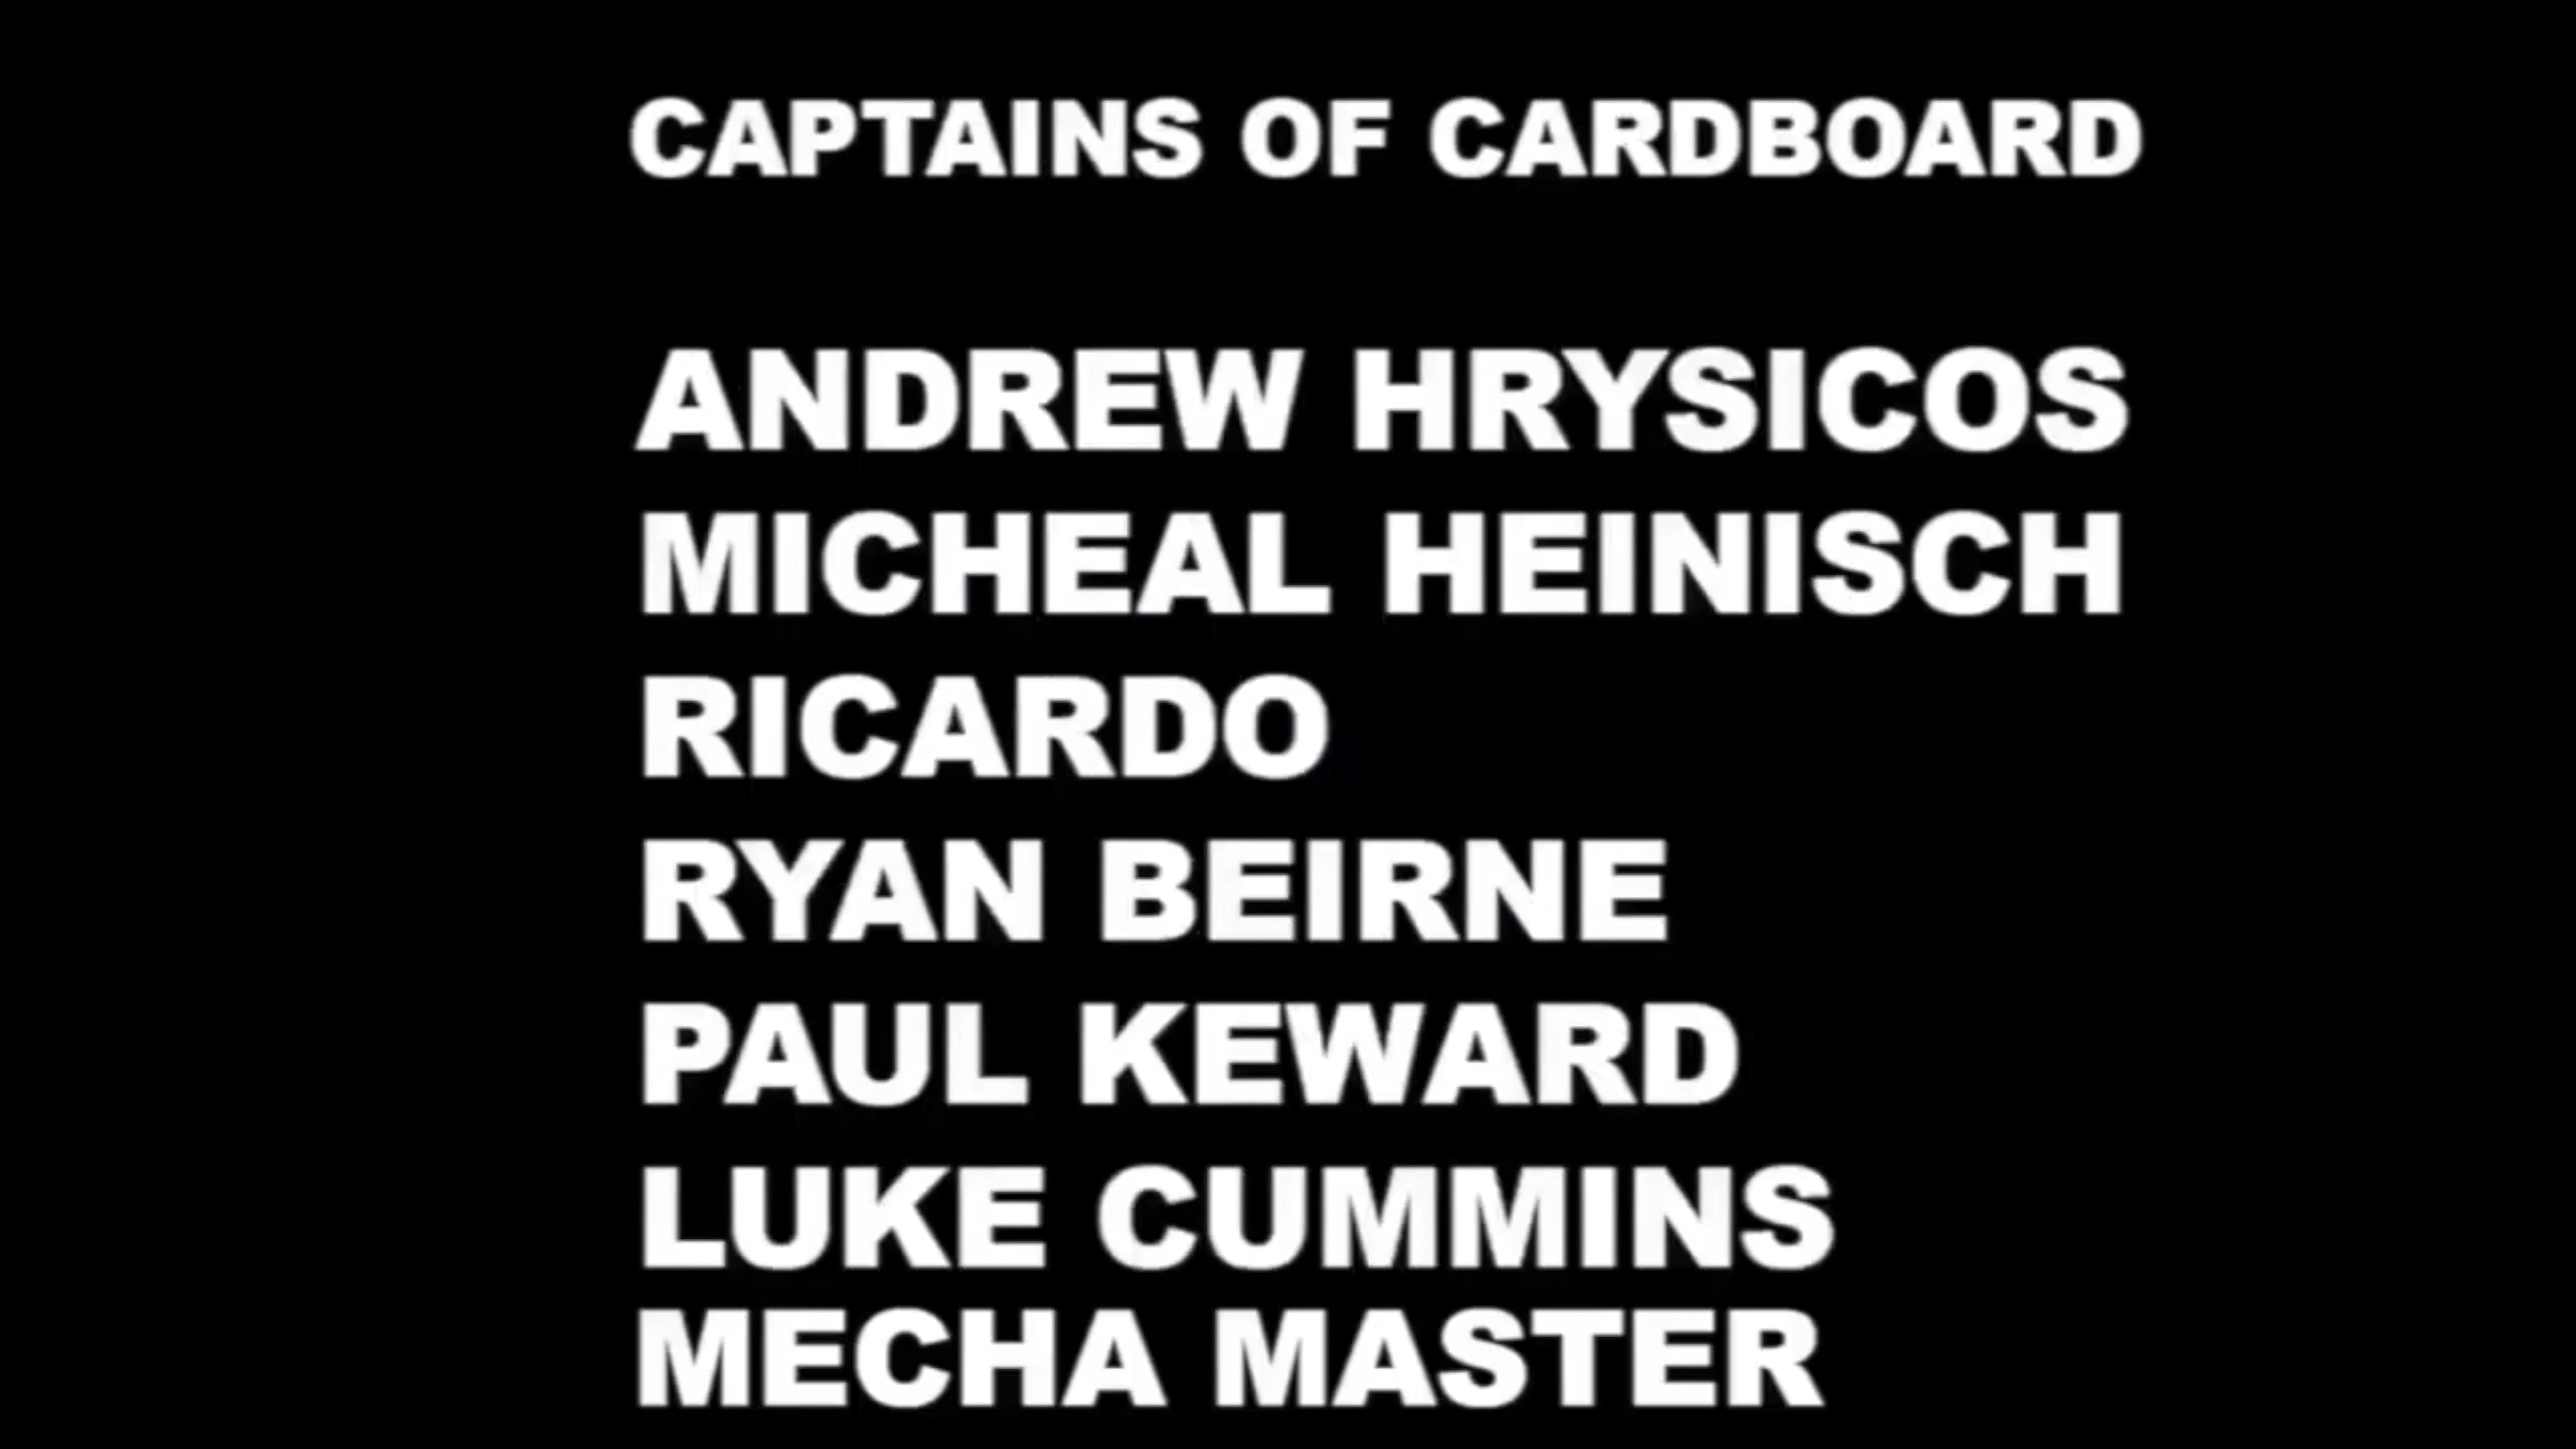 CAPTAINS OF CARDBOARD
ANDREW HRYSICOS
MICHEAL HEINISCH
RICARDO
RYAN BEIRNE
PAUL KEWARD
LUKE CUMMINS
MECHA MASTER